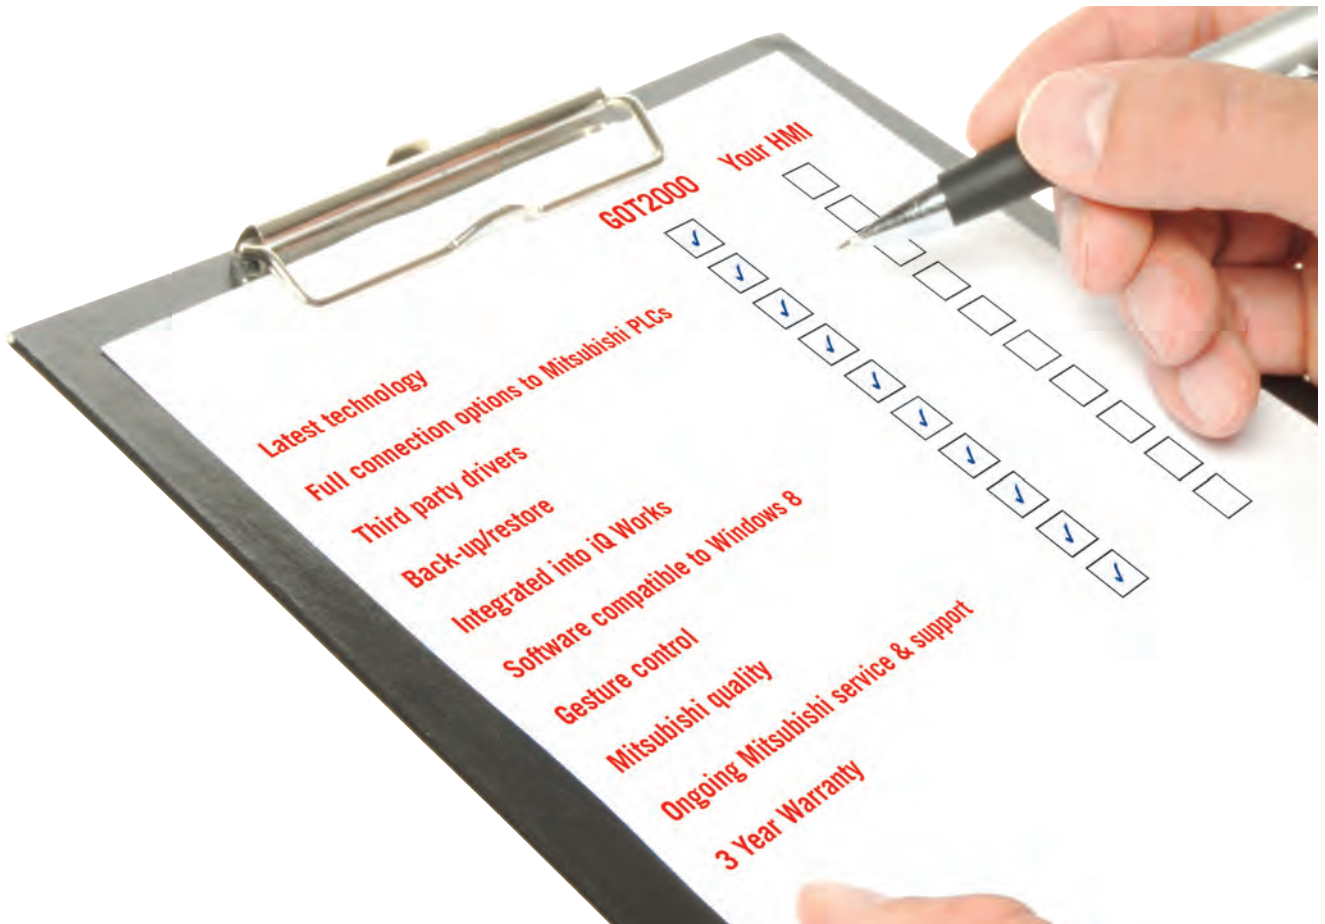 GOT2000 Your HMI
Latest technology
Full connection options to Mitsubishi PLCs
Third party drivers
Back-up/restore
Integrated into iQ Works
Software compatible to Windows 8
Gesture control
Mitsubishi quality
Ongoing Mitsubishi service & support
3 Year Warranty